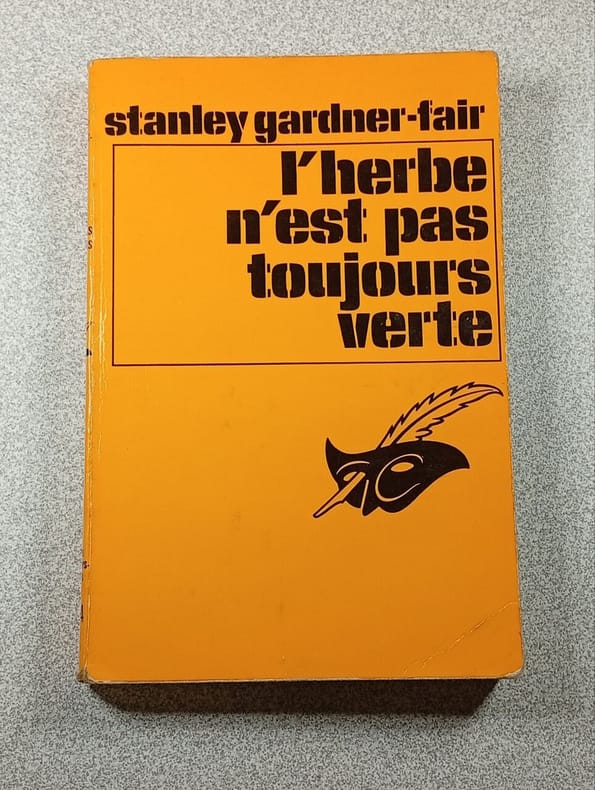 stanley gardner-fair
l'herbe
n'est pas
toujours
verte